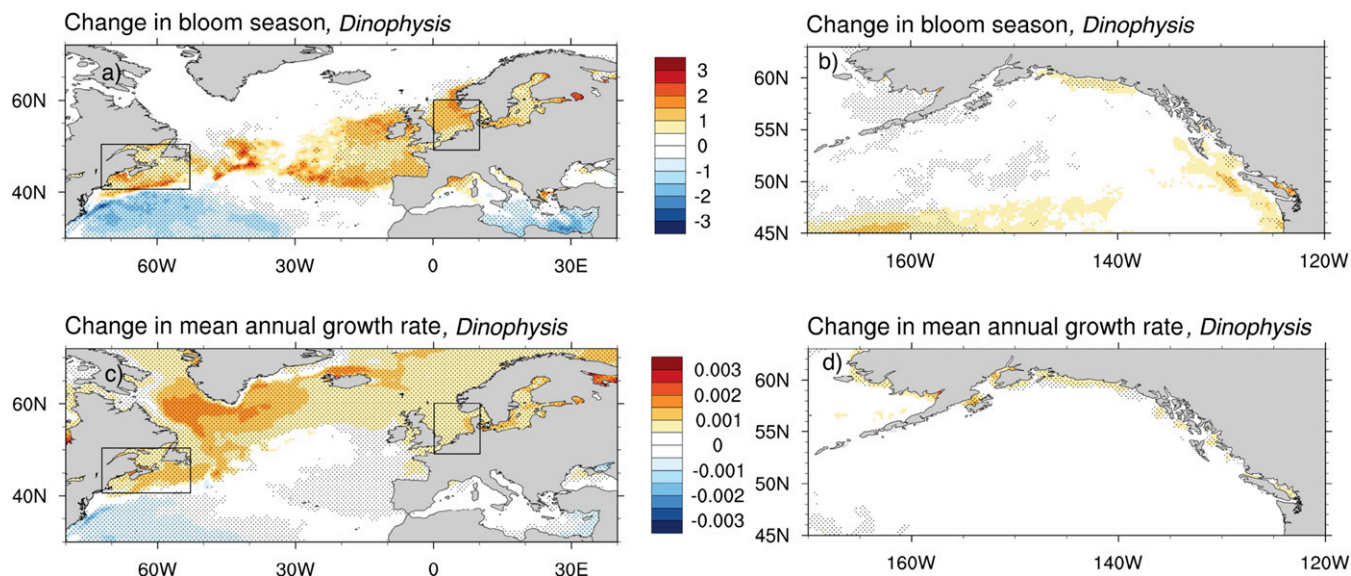 Change in bloom season, Dinophysis
a)
60N
40N
60W 30W 0 30E
3
2
1
0
-1
-2
-3
Change in bloom season, Dinophysis
b)
60N
55N
50N
45N
160W 140W 120W
Change in mean annual growth rate, Dinophysis
c)
60N
40N
60W 30W 0 30E
0.003
0.002
0.001
0
-0.001
-0.002
-0.003
Change in mean annual growth rate, Dinophysis
d)
60N
55N
50N
45N
160W 140W 120W